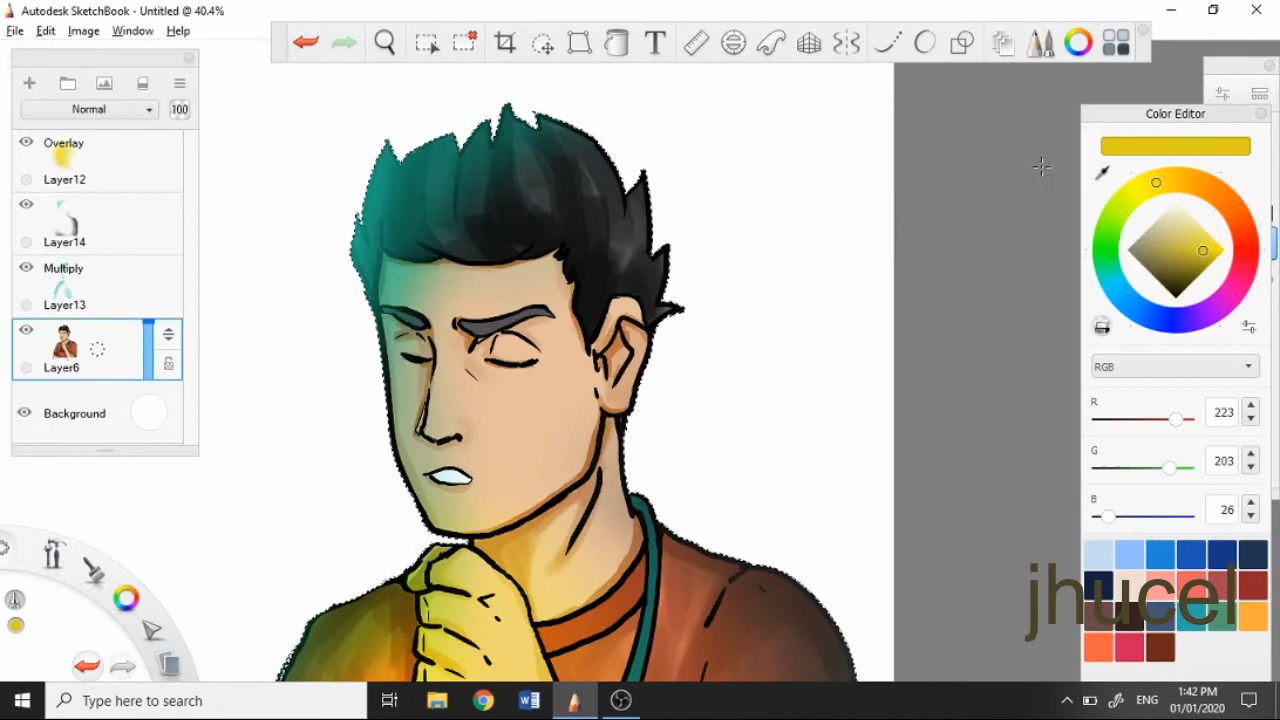 Autodesk SketchBook - Untitled @ 40.4%
File Edit Image Window Help
Normal 100
Overlay
Layer12
Layer14
Multiply
Layer13
Layer6
Background
Color Editor
RGB
R 223
G 203
B 26
jhucel
Type here to search
ENG
1:42 PM
01/01/2020